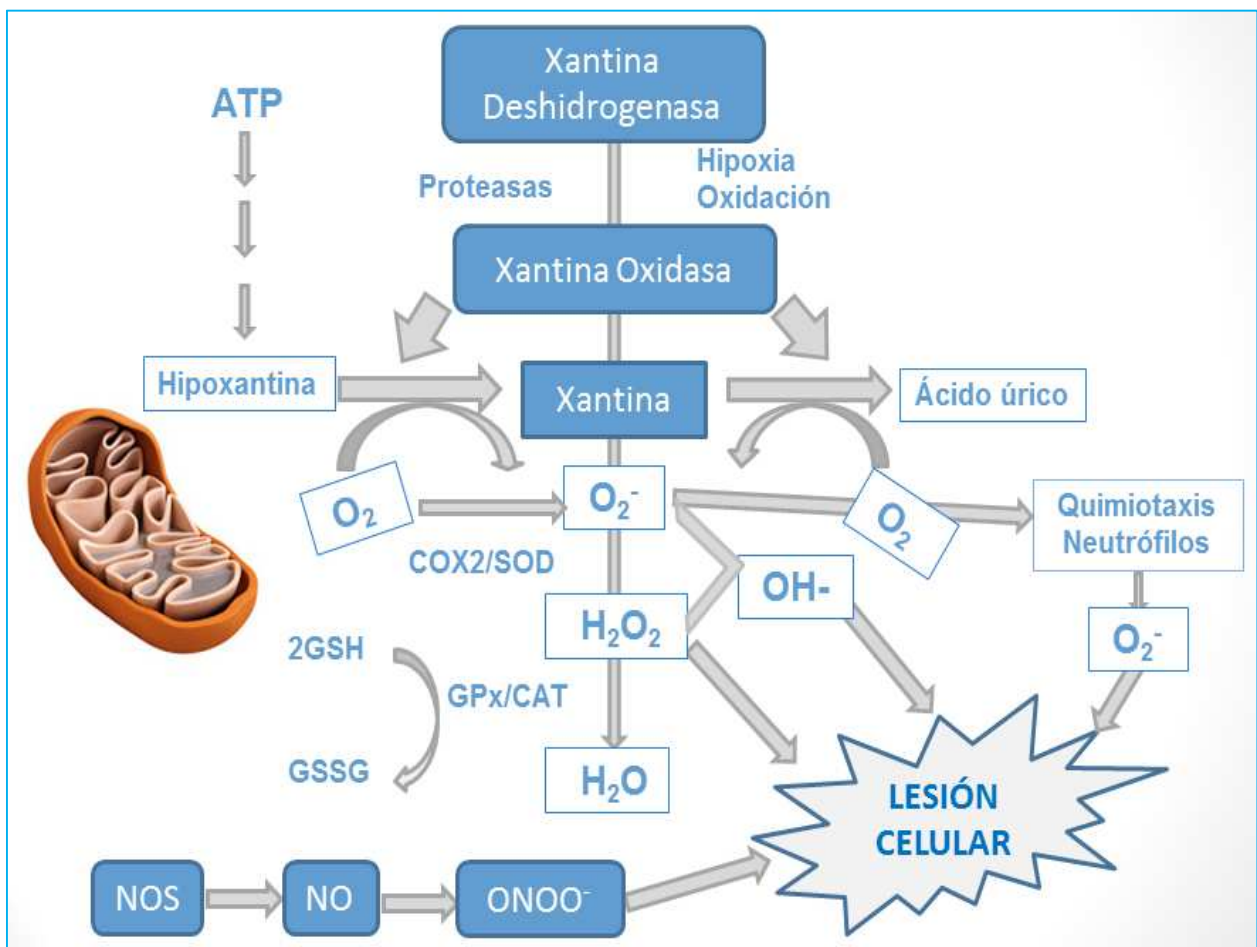 Xantina
Deshidrogenasa
ATP
Proteasas
Hipoxia
Oxidación
Xantina Oxidasa
Hipoxantina
Xantina
Ácido úrico
O₂
O₂⁻
O₂
Quimiotaxis
Neutrófilos
COX2/SOD
OH-
H₂O₂
O₂⁻
2GSH
GPx/CAT
GSSG
H₂O
LESIÓN
CELULAR
NOS
NO
ONOO⁻